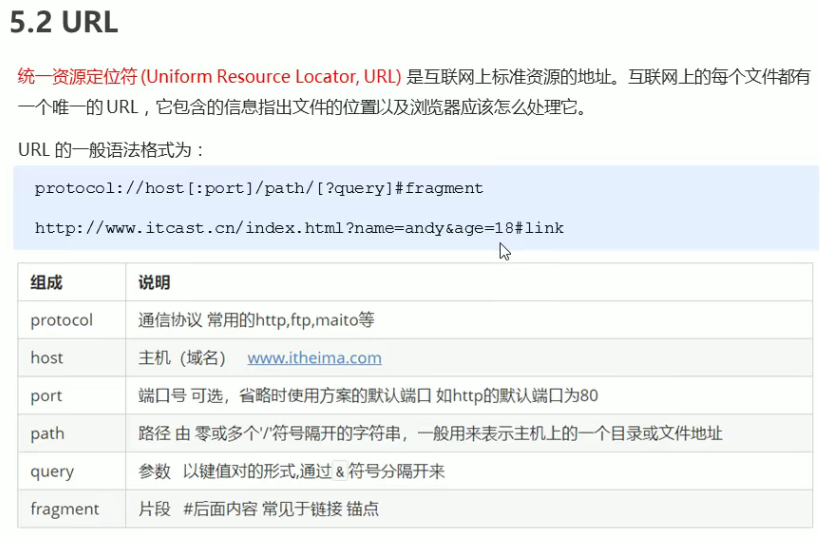 5.2 URL
统一资源定位符 (Uniform Resource Locator, URL) 是互联网上标准资源的地址。互联网上的每个文件都有
一个唯一的 URL，它包含的信息指出文件的位置以及浏览器应该怎么处理它。
URL 的一般语法格式为：
protocol://host[:port]/path/[?query]#fragment
http://www.itcast.cn/index.html?name=andy&age=18#link
组成 说明
protocol 通信协议 常用的http,ftp,maito等
host 主机（域名） www.itheima.com
port 端口号 可选，省略时使用方案的默认端口 如http的默认端口为80
path 路径 由 零或多个'/'符号隔开的字符串，一般用来表示主机上的一个目录或文件地址
query 参数 以键值对的形式,通过 & 符号分隔开来
fragment 片段 #后面内容 常见于链接 锚点